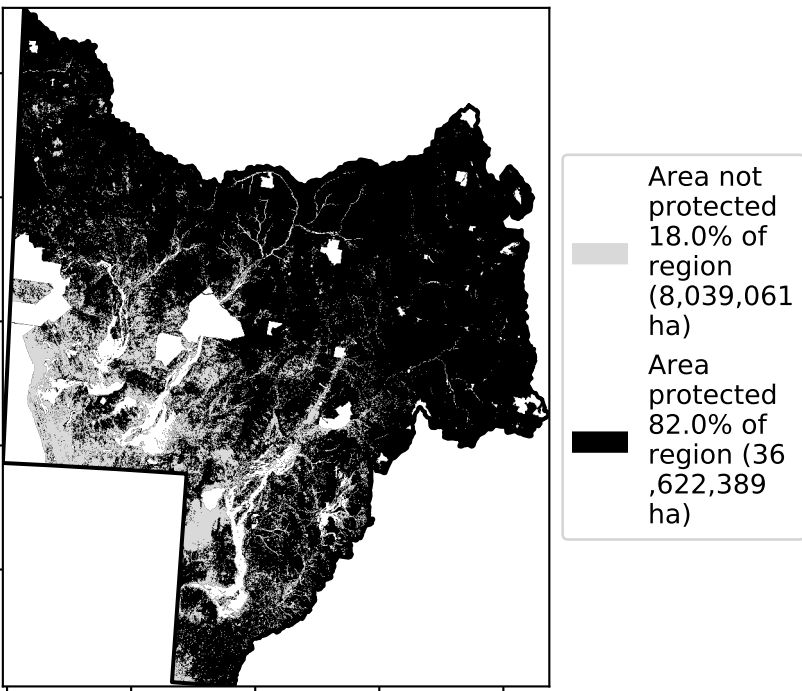 Area not
protected
18.0% of
region
(8,039,061
ha)
Area
protected
82.0% of
region (36
,622,389
ha)